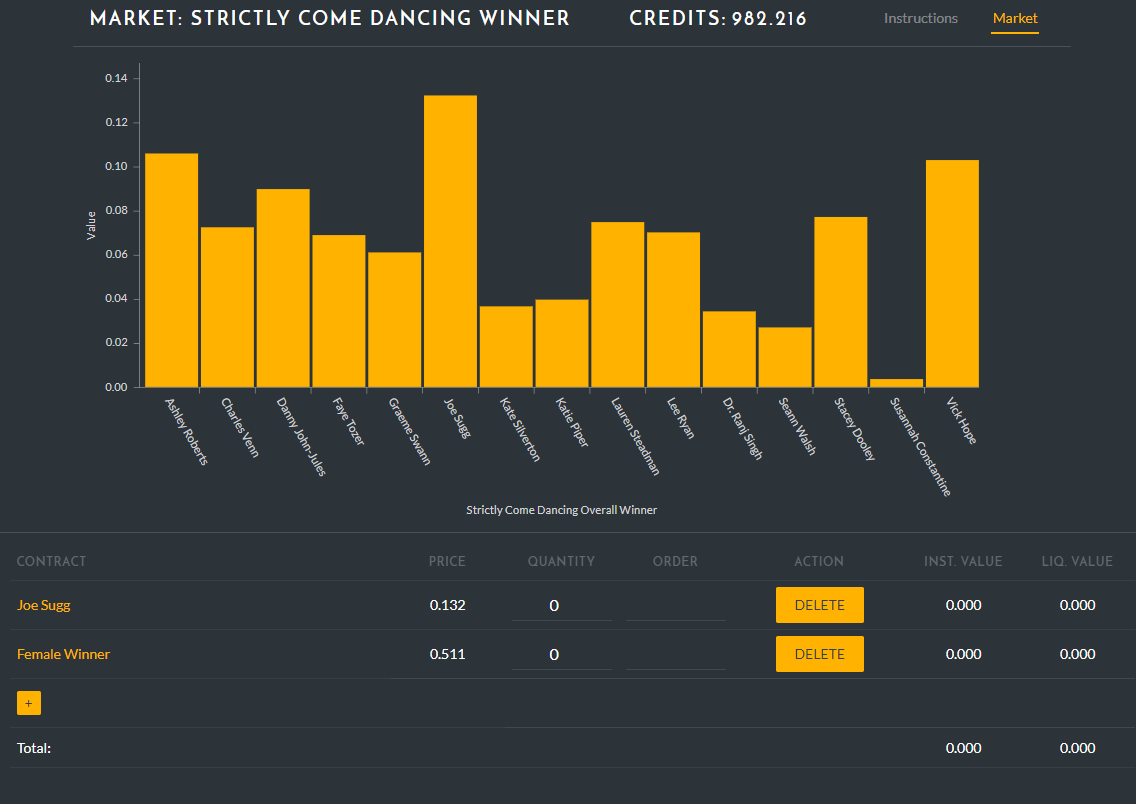 MARKET: STRICTLY COME DANCING WINNER CREDITS: 982.216 Instructions Market
0.14
0.12
0.10
0.08
0.06
0.04
0.02
0.00
Value
Ashley Roberts
Charles Venn
Danny John-Jules
Faye Tozer
Graeme Swann
Joe Sugg
Kate Silverton
Katie Piper
Lauren Steadman
Lee Ryan
Dr. Ranj Singh
Seann Walsh
Stacey Dooley
Susannah Constantine
Vick Hope
Strictly Come Dancing Overall Winner
CONTRACT PRICE QUANTITY ORDER ACTION INST. VALUE LIQ. VALUE
Joe Sugg 0.132 0 DELETE 0.000 0.000
Female Winner 0.511 0 DELETE 0.000 0.000
+
Total: 0.000 0.000